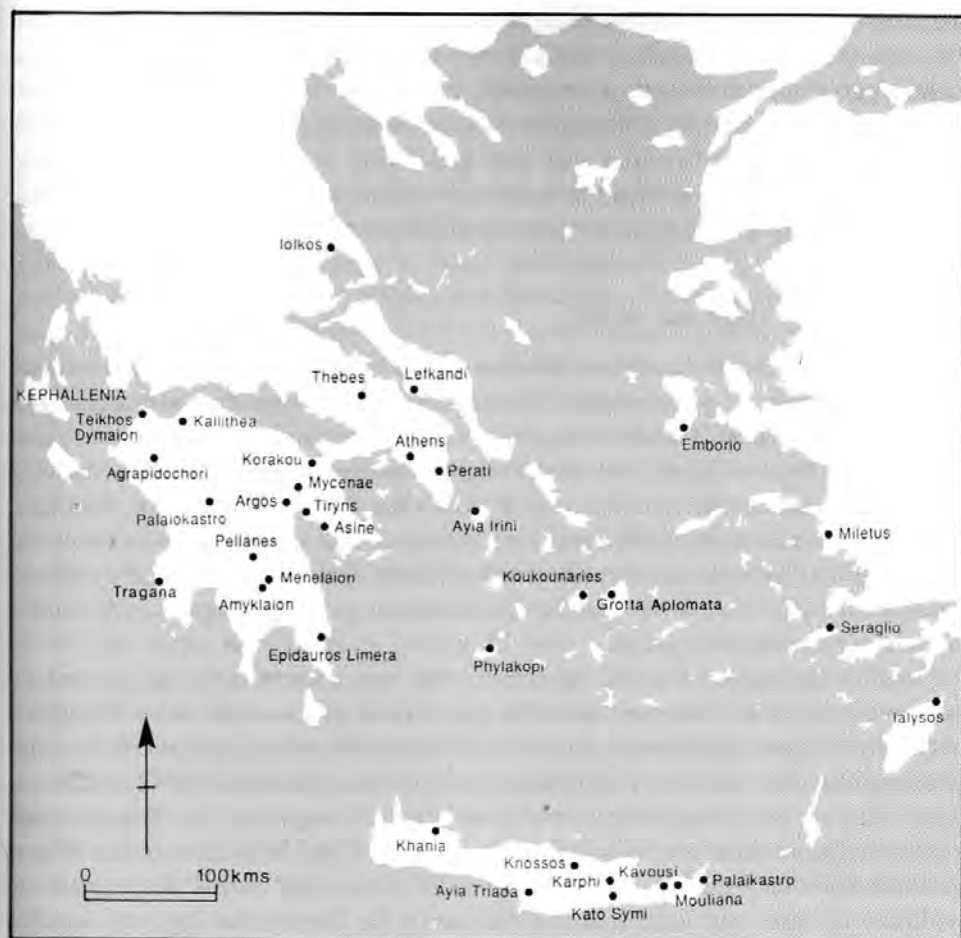 Iolkos
Thebes
Lefkandi
KEPHALLENIA
Teikhos
Dymaion
Kallithea
Athens
Emborio
Agrapidochori
Korakou
Perati
Mycenae
Argos
Tiryns
Palaiokastro
Asine
Ayia Irini
Miletus
Pellanes
Menelaion
Koukounaries
Tragana
Amyklaion
Grotta Aplomata
Seraglio
Epidauros Limera
Phylakopi
Ialysos
Khania
Knossos
Kavousi
Palaikastro
0 100kms
Ayia Triada
Karphi
Mouliana
Kato Symi